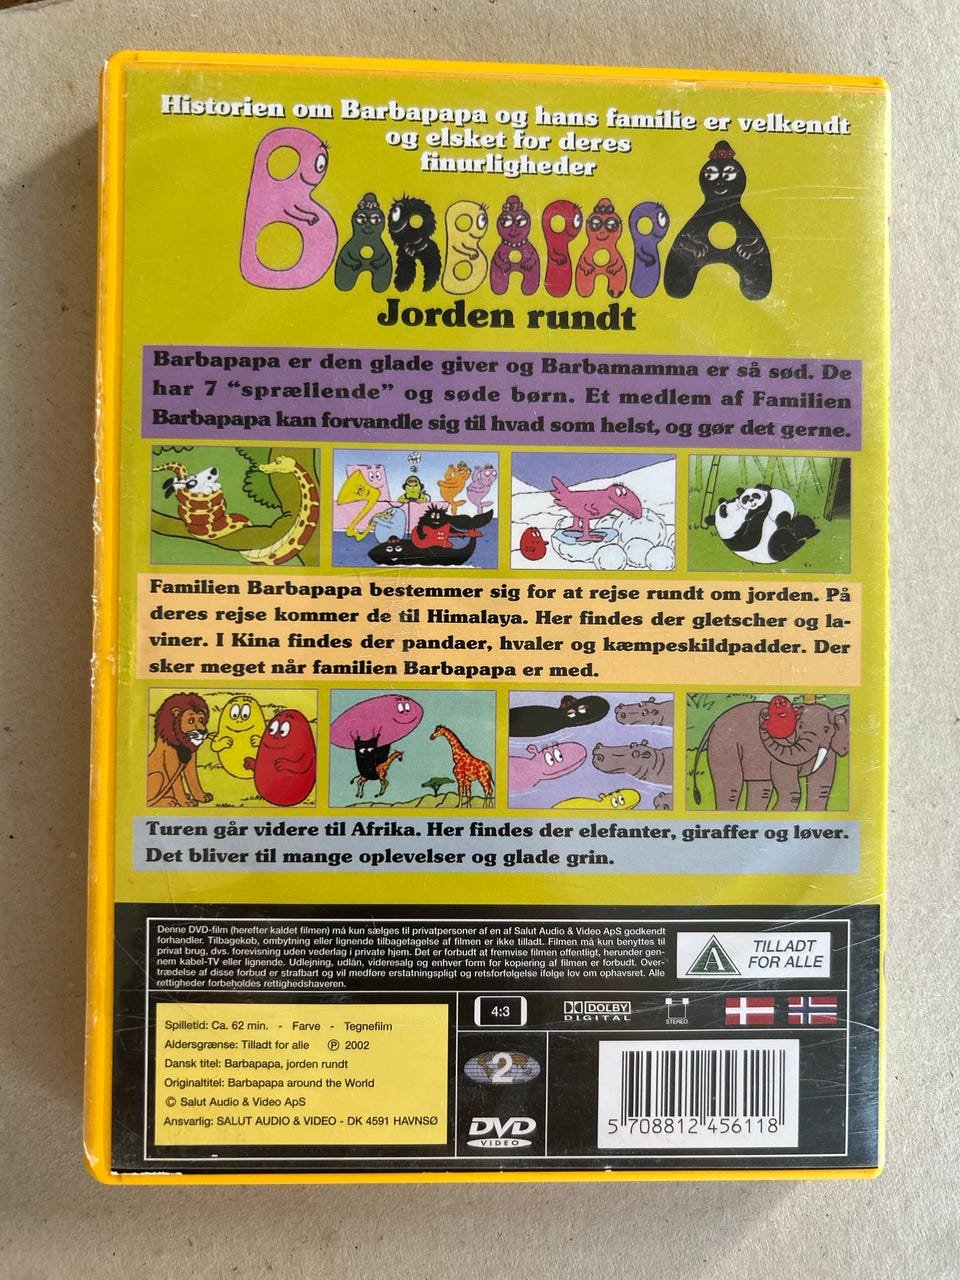 Historien om Barbapapa og hans familie er velkendt
og elsket for deres
finurligheder
BARBAPAPA
Jorden rundt
Barbapapa er den glade giver og Barbamamma er så sød. De
har 7 “sprællende” og søde børn. Et medlem af Familien
Barbapapa kan forvandle sig til hvad som helst, og gør det gerne.
Familien Barbapapa bestemmer sig for at rejse rundt om jorden. På
deres rejse kommer de til Himalaya. Her findes der gletscher og la-
viner. I Kina findes der pandaer, hvaler og kæmpeskildpadder. Der
sker meget når familien Barbapapa er med.
Turen går videre til Afrika. Her findes der elefanter, giraffer og løver.
Det bliver til mange oplevelser og glade grin.
Denne DVD-film (herefter kaldet filmen) må kun sælges til privatpersoner af en af Salut Audio & Video ApS godkendt
forhandler. Tilbagekøb, ombytning eller lignende tilbagetagelse af filmen er ikke tilladt. Filmen må kun benyttes til
privat brug, dvs. forevisning uden vederlag i private hjem. Det er forbudt at fremvise filmen offentligt, herunder gen-
nem kabel-TV eller lignende. Udlejning, udlån, videresalg og enhver form for kopiering af filmen er forbudt. Over-
trædelse af disse forbud er strafbart og vil medføre erstatningspligt og retsforfølgelse ifølge lov om ophavsret. Alle
rettigheder forbeholdes rettighedshaveren.
A
TILLADT
FOR ALLE
4:3
DOLBY
DIGITAL
STEREO
Spilletid: Ca. 62 min. - Farve - Tegnefilm
Aldersgrænse: Tilladt for alle Ⓟ 2002
Dansk titel: Barbapapa, jorden rundt
Originaltitel: Barbapapa around the World
© Salut Audio & Video ApS
Ansvarlig: SALUT AUDIO & VIDEO - DK 4591 HAVNSØ
2
DVD
VIDEO
5 708812 456118